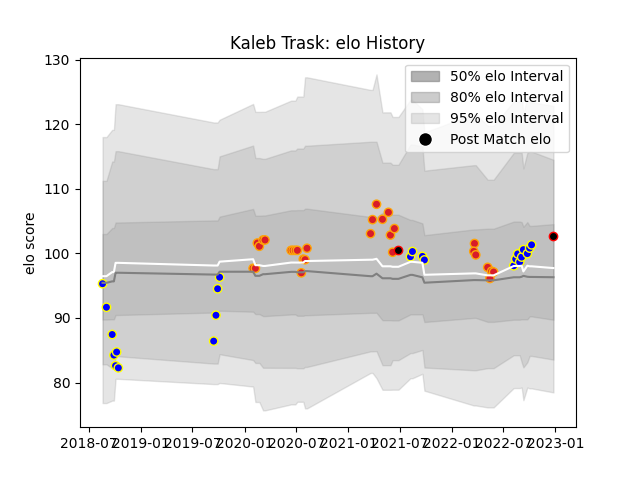 Kaleb Trask: elo History
130
120
110
100
90
80
elo score
50% elo Interval
80% elo Interval
95% elo Interval
Post Match elo
2018-07
2019-01
2019-07
2020-01
2020-07
2021-01
2021-07
2022-01
2022-07
2023-01